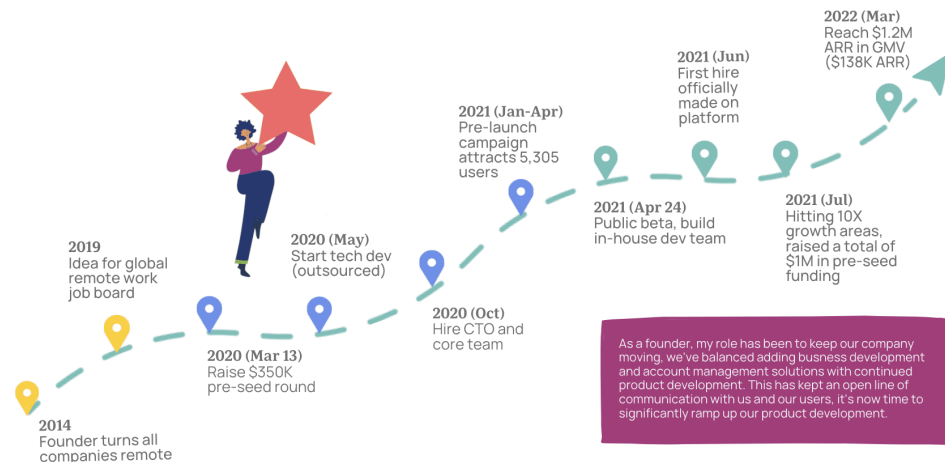 2014
Founder turns all
companies remote
2019
Idea for global
remote work
job board
2020 (Mar 13)
Raise $350K
pre-seed round
2020 (May)
Start tech dev
(outsourced)
2020 (Oct)
Hire CTO and
core team
2021 (Jan-Apr)
Pre-launch
campaign
attracts 5,305
users
2021 (Apr 24)
Public beta, build
in-house dev team
2021 (Jun)
First hire
officially
made on
platform
2021 (Jul)
Hitting 10X
growth areas,
raised a total of
$1M in pre-seed
funding
2022 (Mar)
Reach $1.2M
ARR in GMV
($138K ARR)
As a founder, my role has been to keep our company
moving, we've balanced adding business development
and account management solutions with continued
product development. This has kept an open line of
communication with us and our users, it's now time to
significantly ramp up our product development.